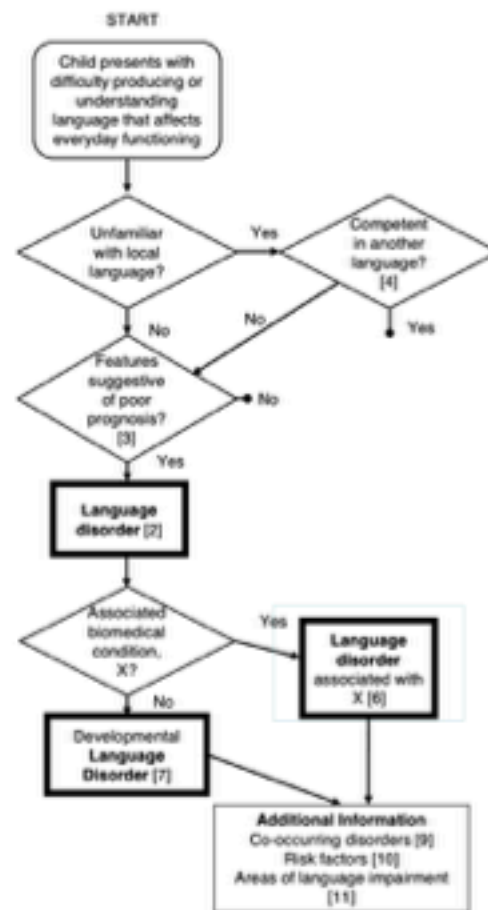 START
Child presents with
difficulty producing or
understanding
language that affects
everyday functioning
Unfamiliar
with local
language?
Yes
Competent
in another
language?
[4]
No
No
Yes
Features
suggestive
of poor
prognosis?
[3]
No
Yes
Language
disorder [2]
Associated
biomedical
condition,
X?
Yes
Language
disorder
associated with
X [6]
No
Developmental
Language
Disorder [7]
Additional Information
Co-occurring disorders [9]
Risk factors [10]
Areas of language impairment
[11]